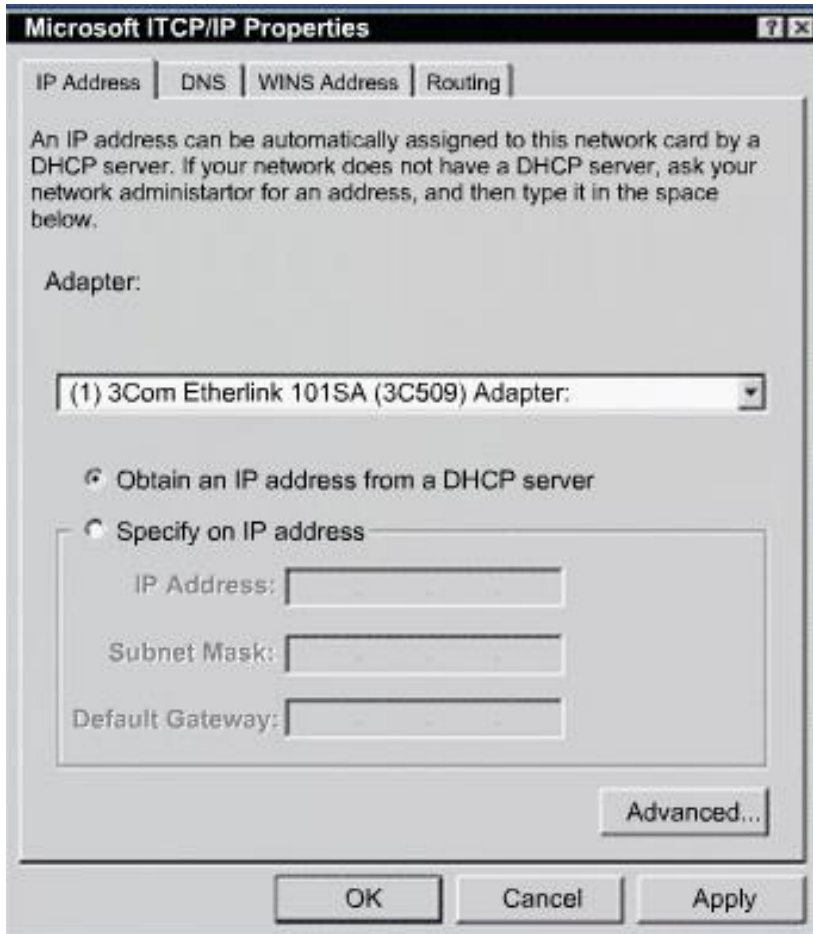 Microsoft ITCP/IP Properties
IP Address DNS WINS Address Routing
An IP address can be automatically assigned to this network card by a
DHCP server. If your network does not have a DHCP server, ask your
network administartor for an address, and then type it in the space
below.
Adapter:
(1) 3Com Etherlink 101SA (3C509) Adapter:
Obtain an IP address from a DHCP server
Specify on IP address
IP Address:
Subnet Mask:
Default Gateway:
Advanced...
OK Cancel Apply